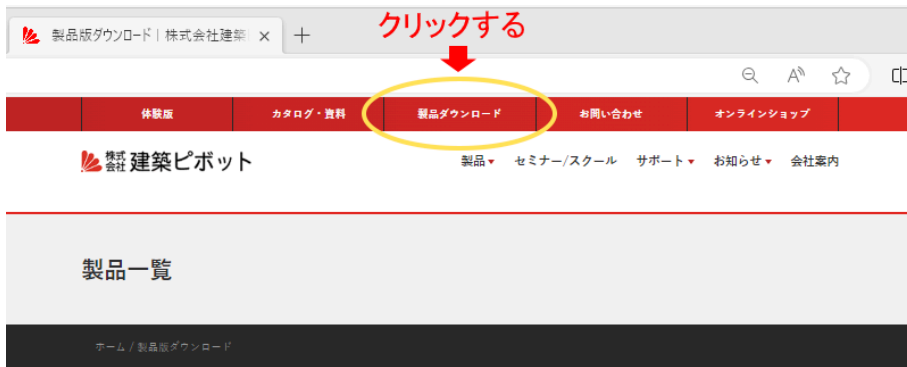 クリックする
製品版ダウンロード｜株式会社建築
体験版
カタログ・資料
製品ダウンロード
お問い合わせ
オンラインショップ
株式会社 建築ピボット
製品▼ セミナー/スクール サポート▼ お知らせ▼ 会社案内
製品一覧
ホーム / 製品版ダウンロード